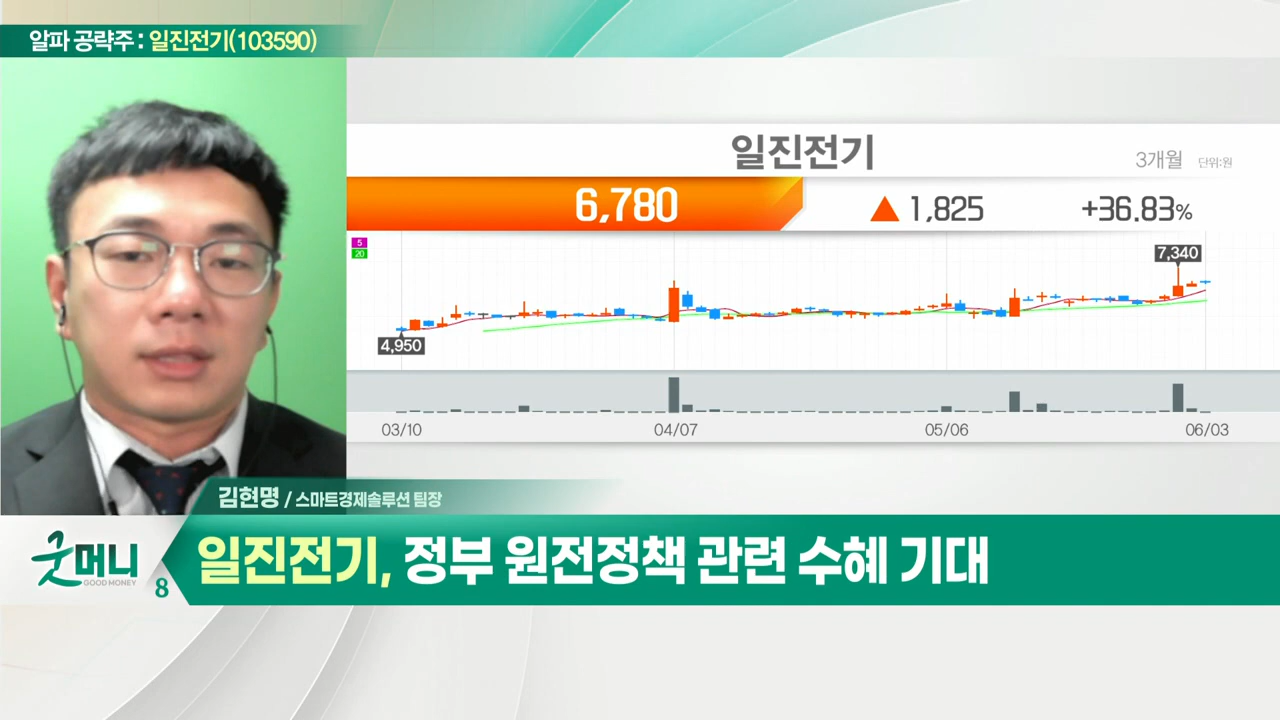 알파 공략주 : 일진전기(103590)
일진전기
3개월 단위:원
6,780 ▲ 1,825 +36.83%
5
20
7,340
4,950
03/10 04/07 05/06 06/03
김현명 / 스마트경제솔루션 팀장
굿머니
GOOD MONEY
8
일진전기, 정부 원전정책 관련 수혜 기대